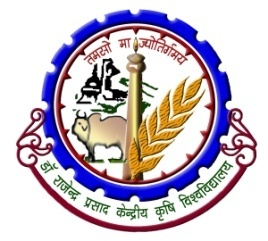 तमसो मा ज्योतिर्गमय
डॉ राजेन्द्र प्रसाद केन्द्रीय कृषि विश्वविद्यालय